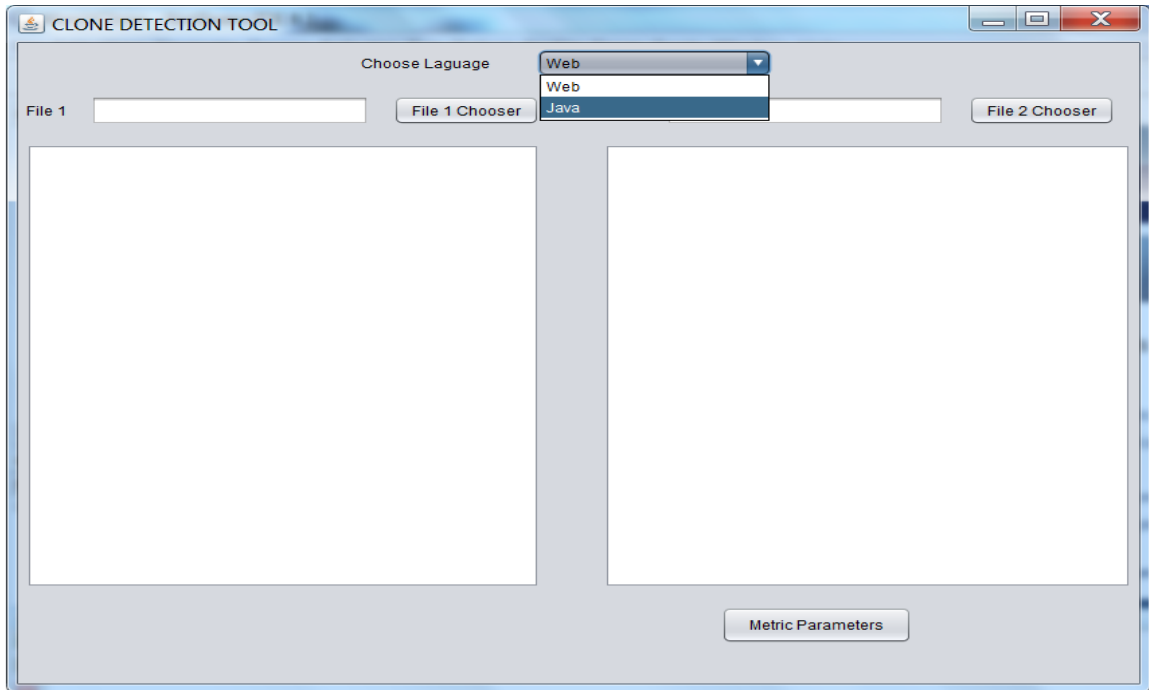 CLONE DETECTION TOOL
Choose Laguage Web
Web
Java
File 1 File 1 Chooser File 2 Chooser
Metric Parameters